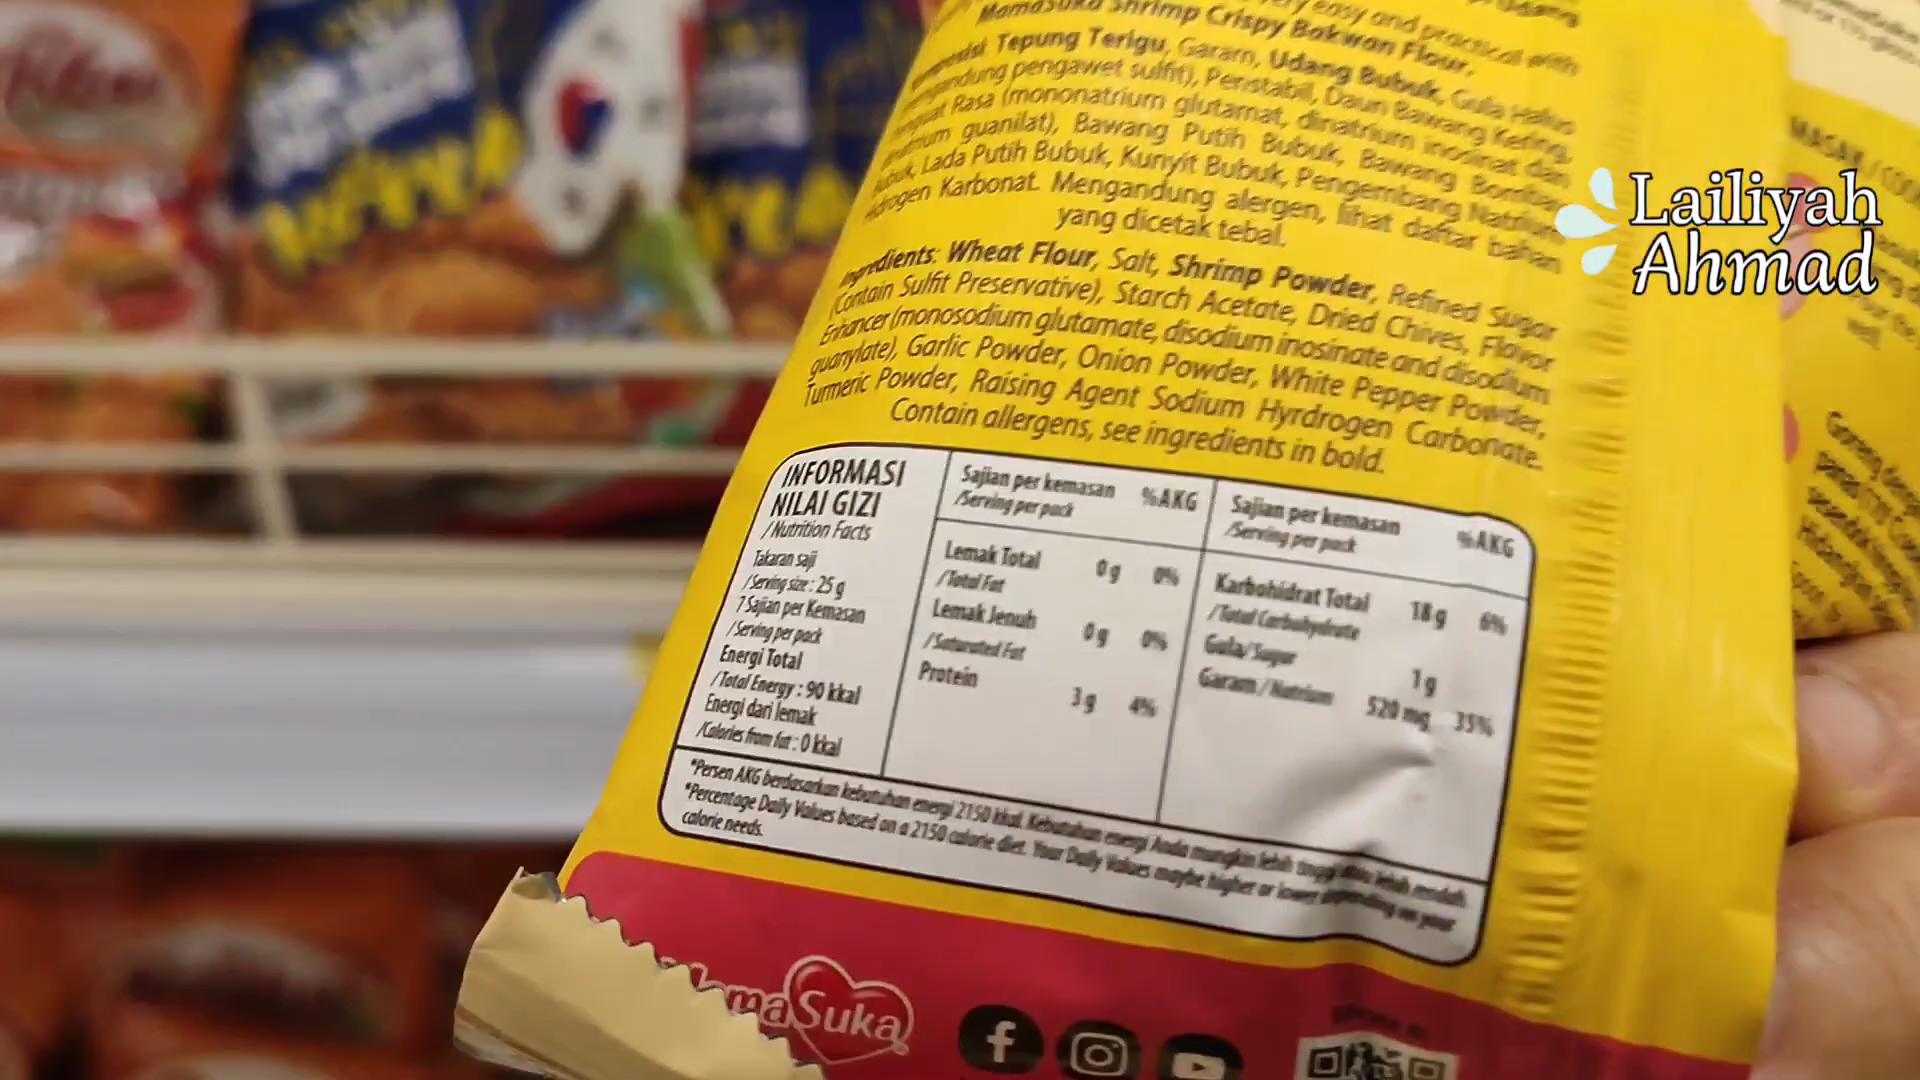 very easy and practical with
MamaSuka Shrimp Crispy Bakwan Flour.
Tepung Terigu, Garam, Udang Bubuk, Gula Halus
pengawet sulfit), Penstabil, Daun Bawang Kering,
Rasa (mononatrium glutamat, dinatrium inosinat dan
guanilat), Bawang Putih Bubuk, Bawang Bombay
Bubuk, Lada Putih Bubuk, Kunyit Bubuk, Pengembang Natrium
Hidrogen Karbonat. Mengandung alergen, lihat daftar bahan
yang dicetak tebal.
Ingredients: Wheat Flour, Salt, Shrimp Powder, Refined Sugar
(Contain Sulfit Preservative), Starch Acetate, Dried Chives, Flavor
Enhancer (monosodium glutamate, disodium inosinate and disodium
guanylate), Garlic Powder, Onion Powder, White Pepper Powder,
Turmeric Powder, Raising Agent Sodium Hyrdrogen Carbonate.
Contain allergens, see ingredients in bold.
INFORMASI
NILAI GIZI
/Nutrition Facts
Takaran saji
/Serving size : 25 g
7 Sajian per Kemasan
/Serving per pack
Energi Total
/Total Energy : 90 kkal
Energi dari lemak
/Calories from fat : 0 kkal
Sajian per kemasan %AKG
/Serving per pack
Lemak Total 0 g 0%
/Total Fat
Lemak Jenuh 0 g 0%
/Saturated Fat
Protein 3 g 4%
Sajian per kemasan %AKG
/Serving per pack
Karbohidrat Total 18 g 6%
/Total Carbohydrate
Gula/Sugar 1 g
Garam/Natrium 520 mg 35%
*Persen AKG berdasarkan kebutuhan energi 2150 kkal. Kebutuhan energi Anda mungkin lebih tinggi atau lebih rendah.
*Percentage Daily Values based on a 2150 calorie diet. Your Daily Values maybe higher or lower depending on your
calorie needs.
maSuka
Lailiyah
Ahmad